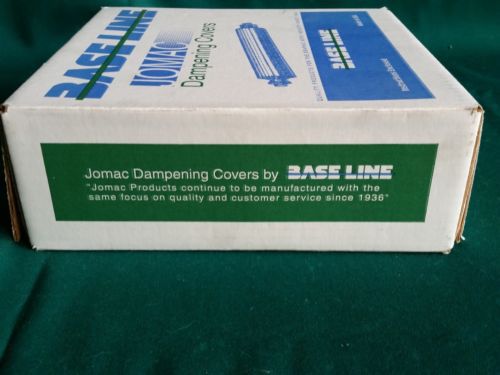 BASE LINE
JOMAC
Dampening Covers
BASE LINE
Jomac Dampening Covers by BASE LINE
"Jomac Products continue to be manufactured with the
same focus on quality and customer service since 1936"